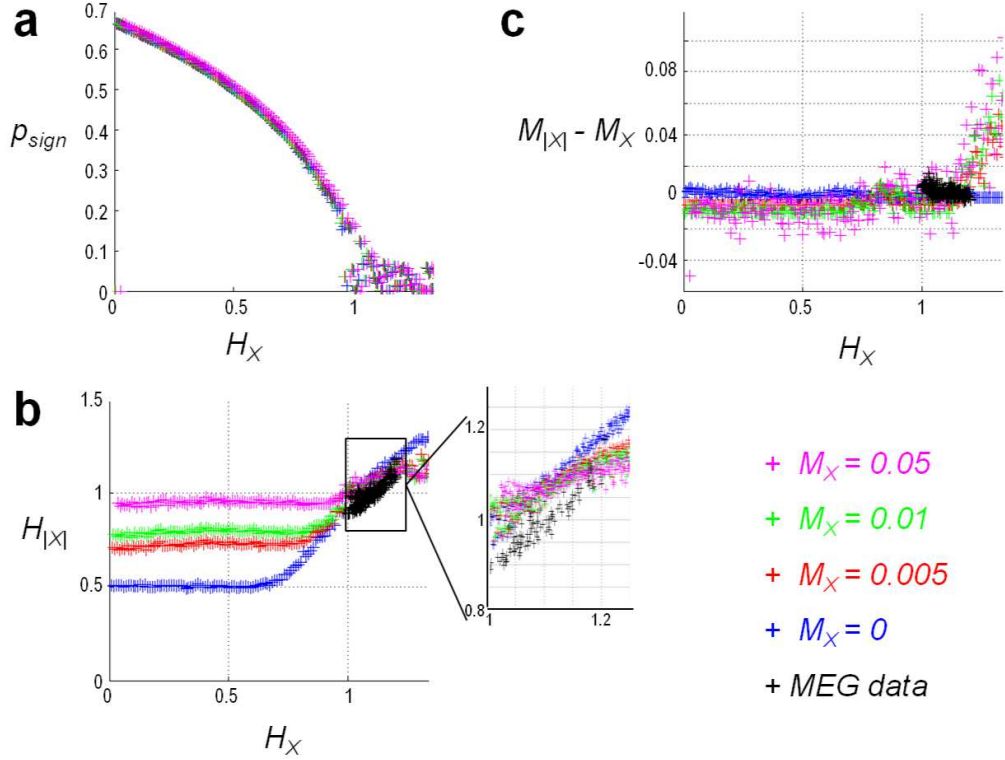 a
0.7
0.6
0.5
0.4
0.3
0.2
0.1
0
p_sign
0
0.5
1
H_X
c
0.08
0.04
0
-0.04
M_|X| - M_X
0
0.5
1
H_X
b
1.5
1.0
0.5
0
H_|X|
0
0.5
1
H_X
1.2
1
0.8
1
1.2
+ M_X = 0.05
+ M_X = 0.01
+ M_X = 0.005
+ M_X = 0
+ MEG data